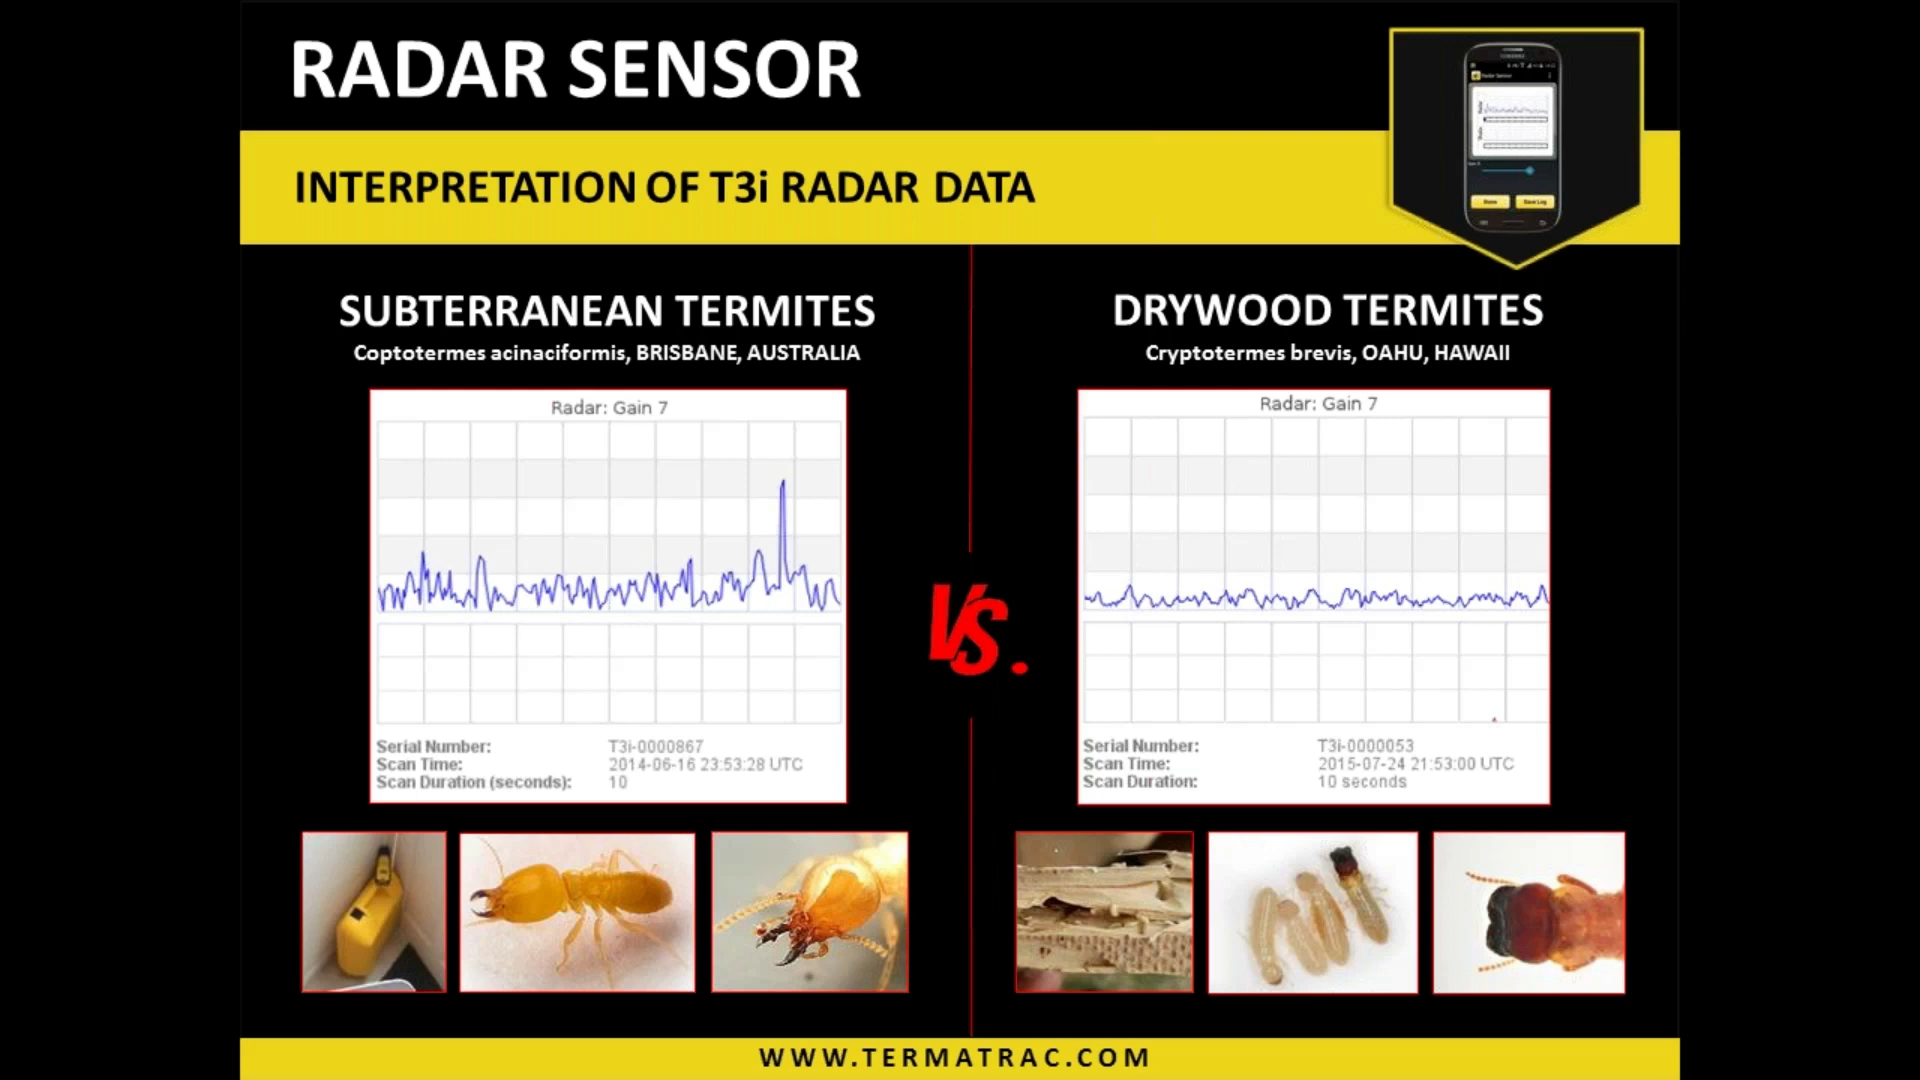 RADAR SENSOR
INTERPRETATION OF T3i RADAR DATA
SUBTERRANEAN TERMITES
Coptotermes acinaciformis, BRISBANE, AUSTRALIA
Radar: Gain 7
Serial Number: T3i-0000867
Scan Time: 2014-06-16 23:53:28 UTC
Scan Duration (seconds): 10
VS.
DRYWOOD TERMITES
Cryptotermes brevis, OAHU, HAWAII
Radar: Gain 7
Serial Number: T3i-0000053
Scan Time: 2015-07-24 21:53:00 UTC
Scan Duration: 10 seconds
WWW.TERMATRAC.COM